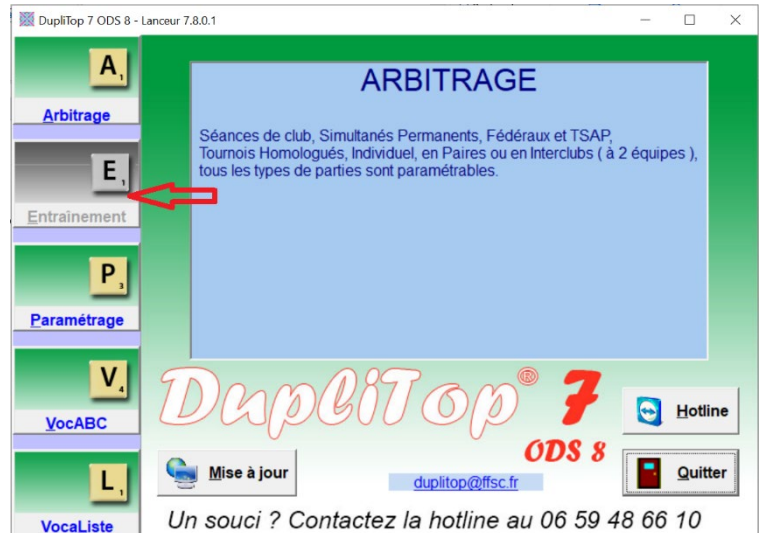 DupliTop 7 ODS 8 - Lanceur 7.8.0.1
A1
Arbitrage
E1
Entraînement
P3
Paramétrage
V4
VocABC
L1
VocaListe
ARBITRAGE
Séances de club, Simultanés Permanents, Fédéraux et TSAP,
Tournois Homologués, Individuel, en Paires ou en Interclubs ( à 2 équipes ),
tous les types de parties sont paramétrables.
DupliTop® 7
ODS 8
Hotline
Mise à jour
duplitop@ffsc.fr
Quitter
Un souci ? Contactez la hotline au 06 59 48 66 10